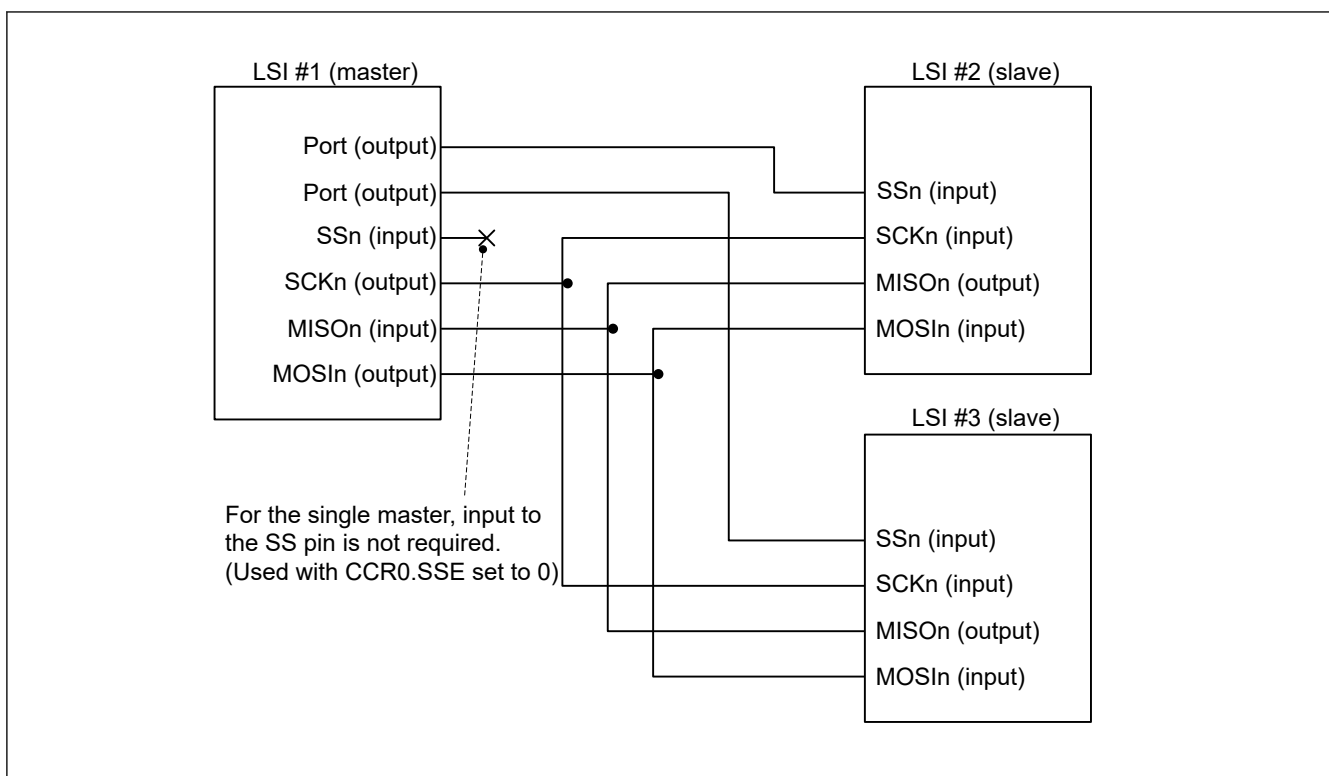 LSI #1 (master)
Port (output)
Port (output)
SSn (input)
SCKn (output)
MISOn (input)
MOSIn (output)
For the single master, input to
the SS pin is not required.
(Used with CCR0.SSE set to 0)
LSI #2 (slave)
SSn (input)
SCKn (input)
MISOn (output)
MOSIn (input)
LSI #3 (slave)
SSn (input)
SCKn (input)
MISOn (output)
MOSIn (input)